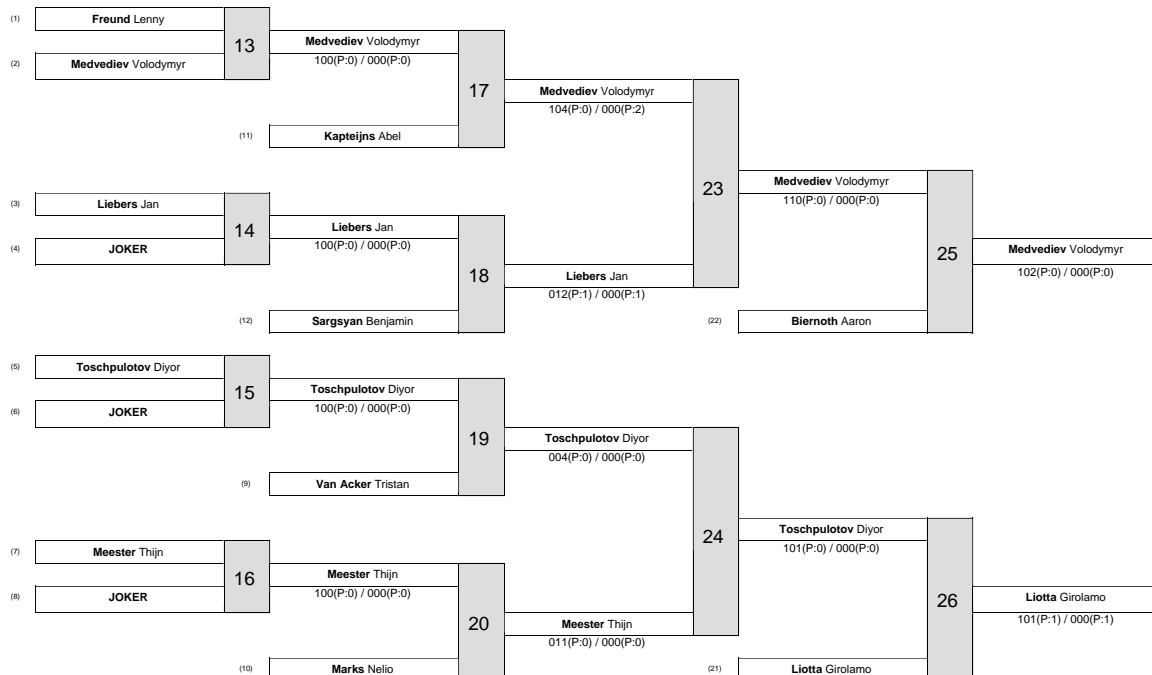 (1) Freund Lenny
13
(2) Medvediev Volodymyr
Medvediev Volodymyr
100(P:0) / 000(P:0)
17
(11) Kapteijns Abel
Medvediev Volodymyr
104(P:0) / 000(P:2)
(3) Liebers Jan
14
(4) JOKER
Liebers Jan
100(P:0) / 000(P:0)
18
(12) Sargsyan Benjamin
Liebers Jan
012(P:1) / 000(P:1)
23
Medvediev Volodymyr
110(P:0) / 000(P:0)
25
(22) Biernoth Aaron
Medvediev Volodymyr
102(P:0) / 000(P:0)
(5) Toschpulotov Diyor
15
(6) JOKER
Toschpulotov Diyor
100(P:0) / 000(P:0)
19
(9) Van Acker Tristan
Toschpulotov Diyor
004(P:0) / 000(P:0)
(7) Meester Thijn
16
(8) JOKER
Meester Thijn
100(P:0) / 000(P:0)
20
(10) Marks Nelio
Meester Thijn
011(P:0) / 000(P:0)
24
Toschpulotov Diyor
101(P:0) / 000(P:0)
26
(21) Liotta Girolamo
Liotta Girolamo
101(P:1) / 000(P:1)